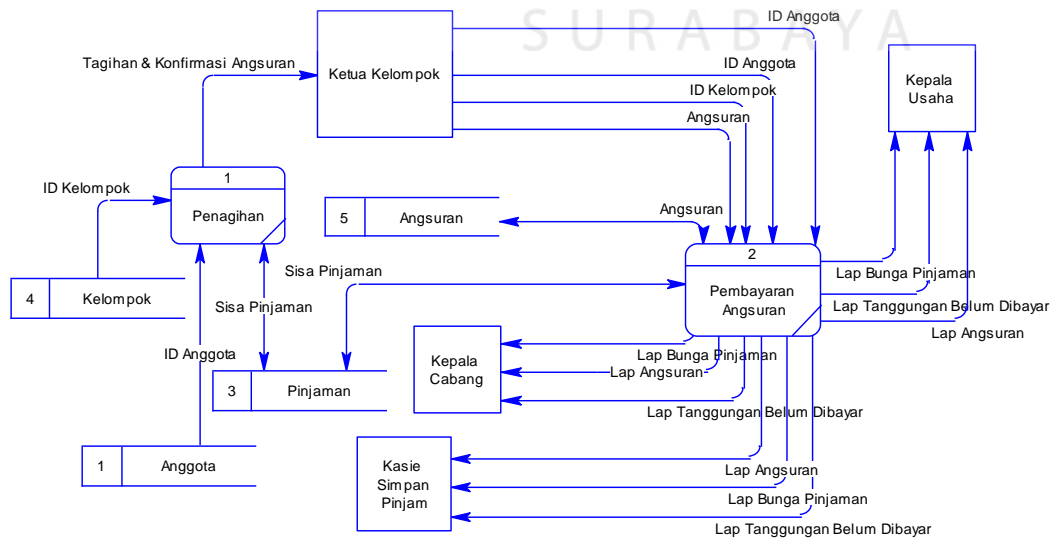 SURABAYA
ID Anggota
Tagihan & Konfirmasi Angsuran
Ketua Kelompok
ID Anggota
ID Kelompok
Angsuran
Kepala
Usaha
1
Penagihan
ID Kelompok
5
Angsuran
Angsuran
2
Pembayaran
Angsuran
Sisa Pinjaman
Sisa Pinjaman
4
Kelompok
Lap Bunga Pinjaman
Lap Tanggungan Belum Dibayar
Lap Angsuran
ID Anggota
3
Pinjaman
Kepala
Cabang
Lap Bunga Pinjaman
Lap Angsuran
Lap Tanggungan Belum Dibayar
1
Anggota
Kasie
Simpan
Pinjam
Lap Angsuran
Lap Bunga Pinjaman
Lap Tanggungan Belum Dibayar